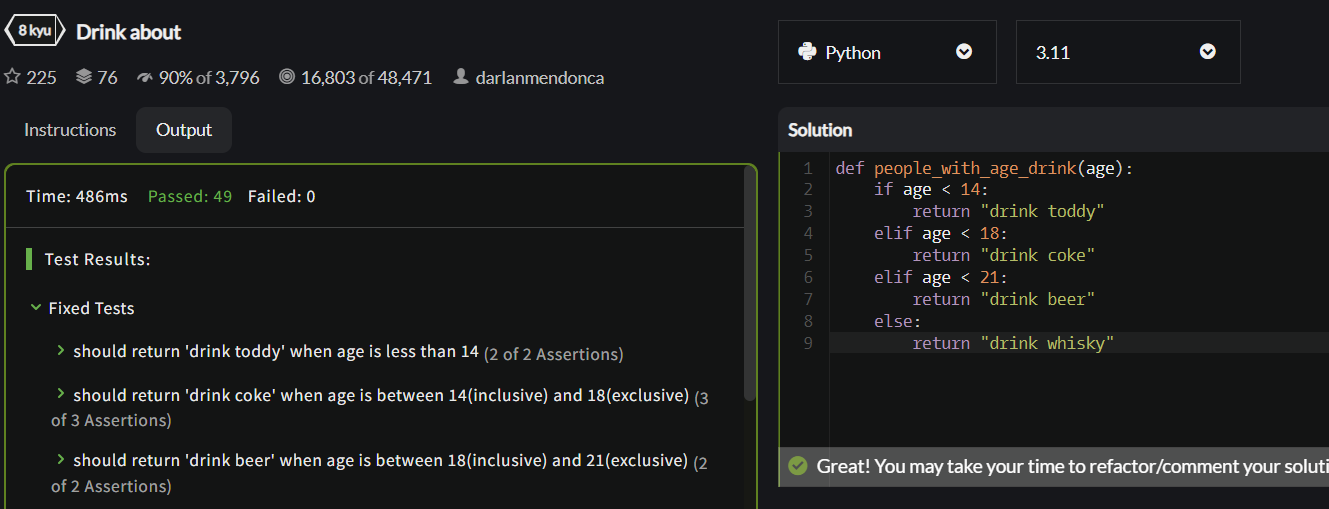 8 kyu Drink about
225 76 90% of 3,796 16,803 of 48,471 darlanmendonca
Instructions Output
Time: 486ms Passed: 49 Failed: 0
Test Results:
Fixed Tests
should return 'drink toddy' when age is less than 14 (2 of 2 Assertions)
should return 'drink coke' when age is between 14(inclusive) and 18(exclusive) (3
of 3 Assertions)
should return 'drink beer' when age is between 18(inclusive) and 21(exclusive) (2
of 2 Assertions)
Python 3.11
Solution
1 def people_with_age_drink(age):
2 if age < 14:
3 return "drink toddy"
4 elif age < 18:
5 return "drink coke"
6 elif age < 21:
7 return "drink beer"
8 else:
9 return "drink whisky"
Great! You may take your time to refactor/comment your soluti